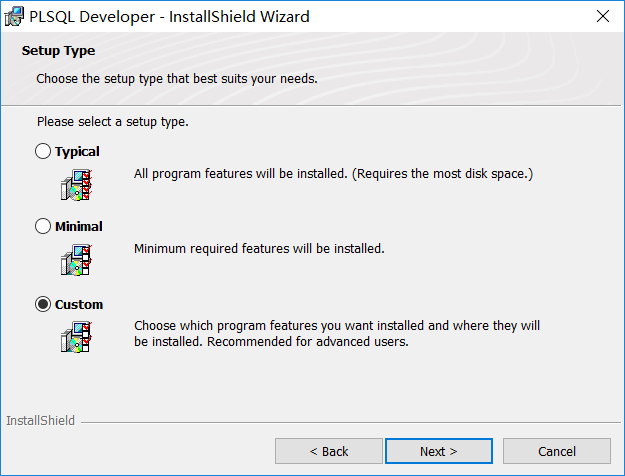 PLSQL Developer - InstallShield Wizard
Setup Type
Choose the setup type that best suits your needs.
Please select a setup type.
Typical
All program features will be installed. (Requires the most disk space.)
Minimal
Minimum required features will be installed.
Custom
Choose which program features you want installed and where they will
be installed. Recommended for advanced users.
InstallShield
< Back
Next >
Cancel